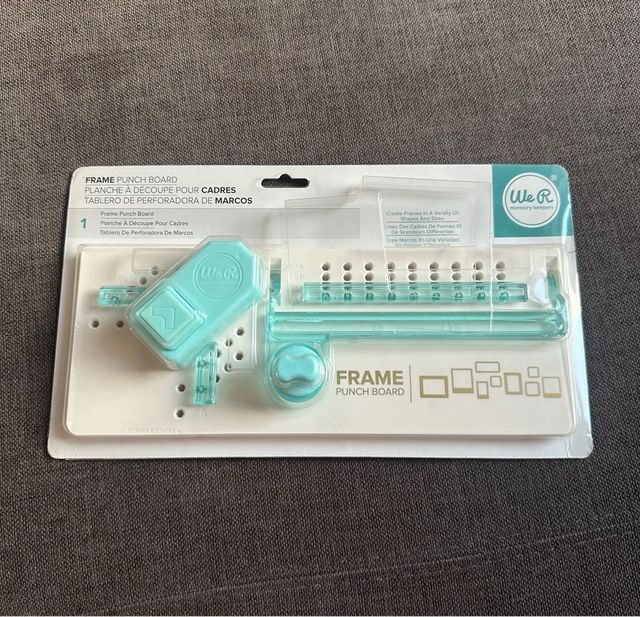 FRAME PUNCH BOARD
PLANCHE À DÉCOUPE POUR CADRES
TABLERO DE PERFORADORA DE MARCOS
1
Frame Punch Board
Planche À Découpe Pour Cadres
Tablero De Perforadora De Marcos
Create Frames In A Variety Of
Shapes And Sizes
Créez Des Cadres De Formes Et
De Grandeurs Différentes
Cree Marcos En Una Variedad
We R
memory keepers
®
We R
FRAME
PUNCH BOARD